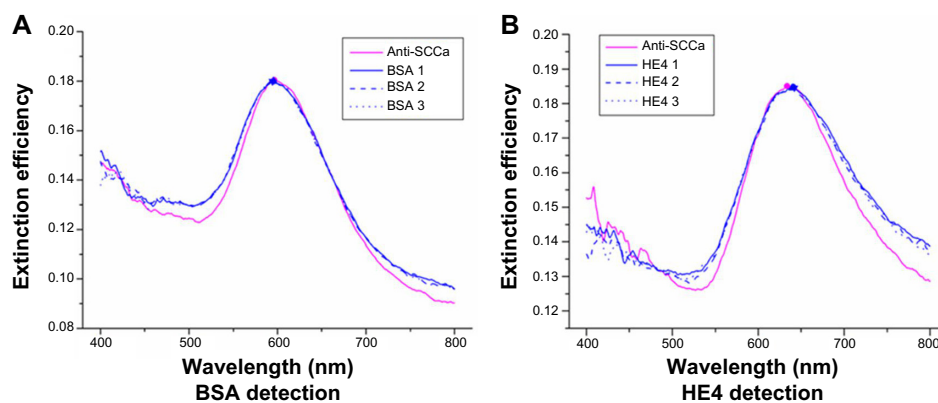 A
Extinction efficiency
0.20
0.18
0.16
0.14
0.12
0.10
0.08
Anti-SCCa
BSA 1
BSA 2
BSA 3
400
500
600
700
800
Wavelength (nm)
BSA detection
B
Extinction efficiency
0.20
0.19
0.18
0.17
0.16
0.15
0.14
0.13
0.12
Anti-SCCa
HE4 1
HE4 2
HE4 3
400
500
600
700
800
Wavelength (nm)
HE4 detection